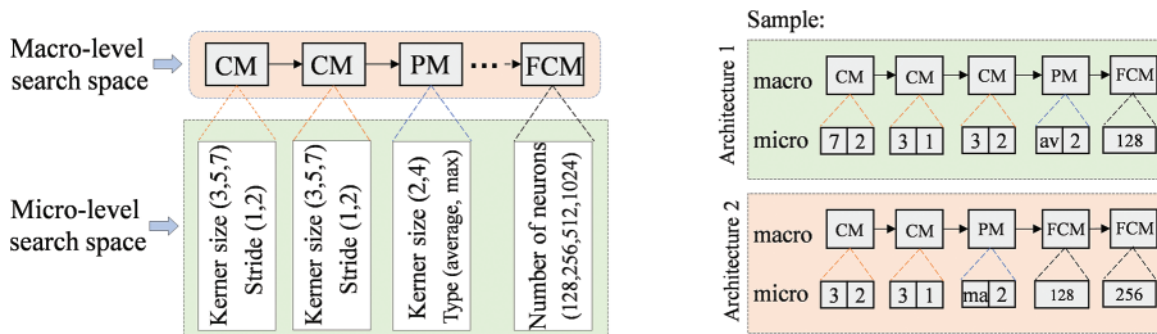 Macro-level
search space
CM
CM
PM
...
FCM
Micro-level
search space
Kerner size (3,5,7)
Stride (1,2)
Kerner size (3,5,7)
Stride (1,2)
Kerner size (2,4)
Type (average, max)
Number of neurons
(128,256,512,1024)
Sample:
Architecture 1
macro
CM
CM
CM
PM
FCM
micro
7 2
3 1
3 2
av 2
128
Architecture 2
macro
CM
CM
PM
FCM
FCM
micro
3 2
3 1
ma 2
128
256